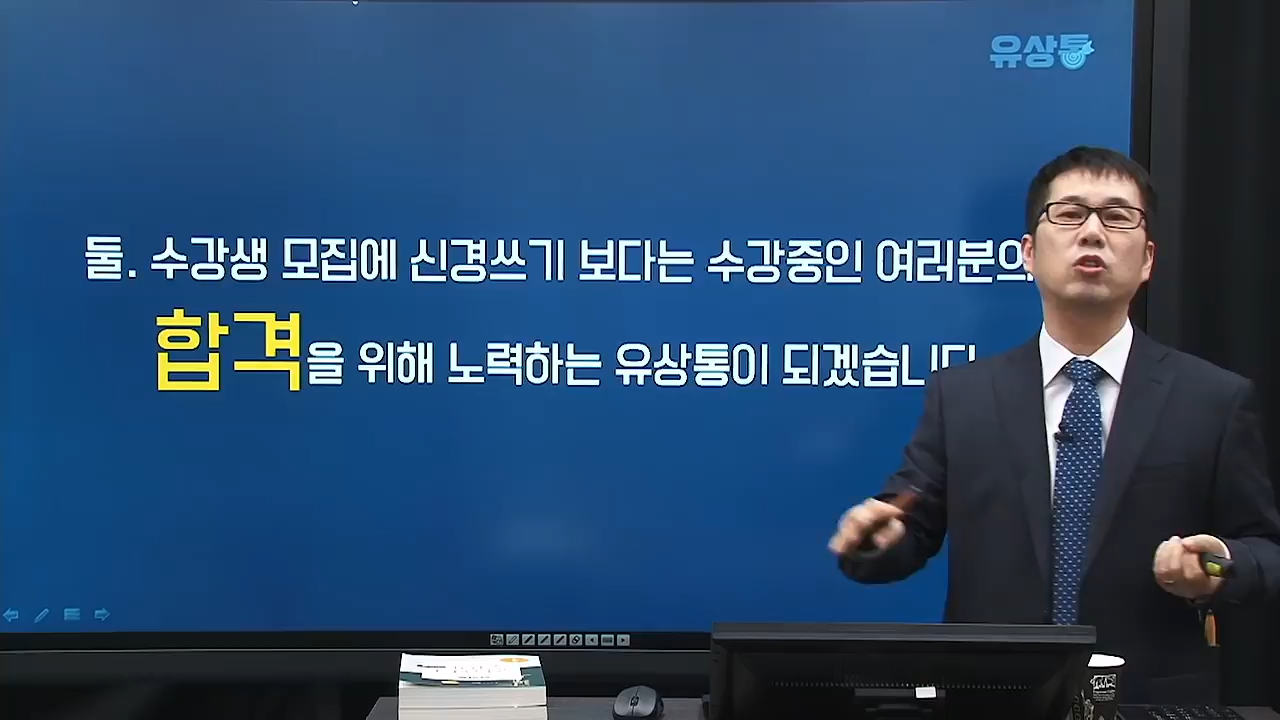 유상통
둘. 수강생 모집에 신경쓰기 보다는 수강중인 여러분의
합격을 위해 노력하는 유상통이 되겠습니다